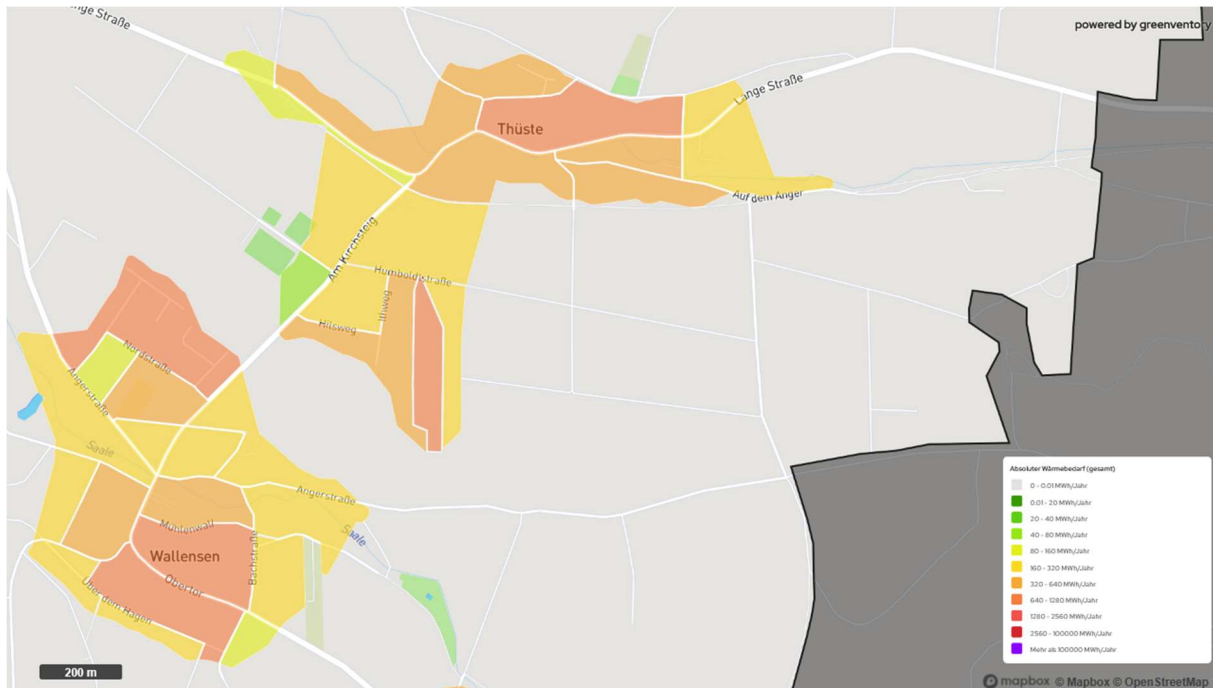 ange Straße
powered by greenventory
Lange Straße
Thüste
Auf dem Anger
Am Kirchsteig
Humboldtstraße
Ithweg
Hilsweg
Nordstraße
Angerstraße
Saale
Angerstraße
Mühlenwall
Saale
Wallensen
Bachstraße
Obertor
Über dem Hagen
Absoluter Wärmebedarf (gesamt)
0 - 0.01 MWh/Jahr
0.01 - 20 MWh/Jahr
20 - 40 MWh/Jahr
40 - 80 MWh/Jahr
80 - 160 MWh/Jahr
160 - 320 MWh/Jahr
320 - 640 MWh/Jahr
640 - 1280 MWh/Jahr
1280 - 2560 MWh/Jahr
2560 - 100000 MWh/Jahr
Mehr als 100000 MWh/Jahr
200 m
mapbox © Mapbox © OpenStreetMap